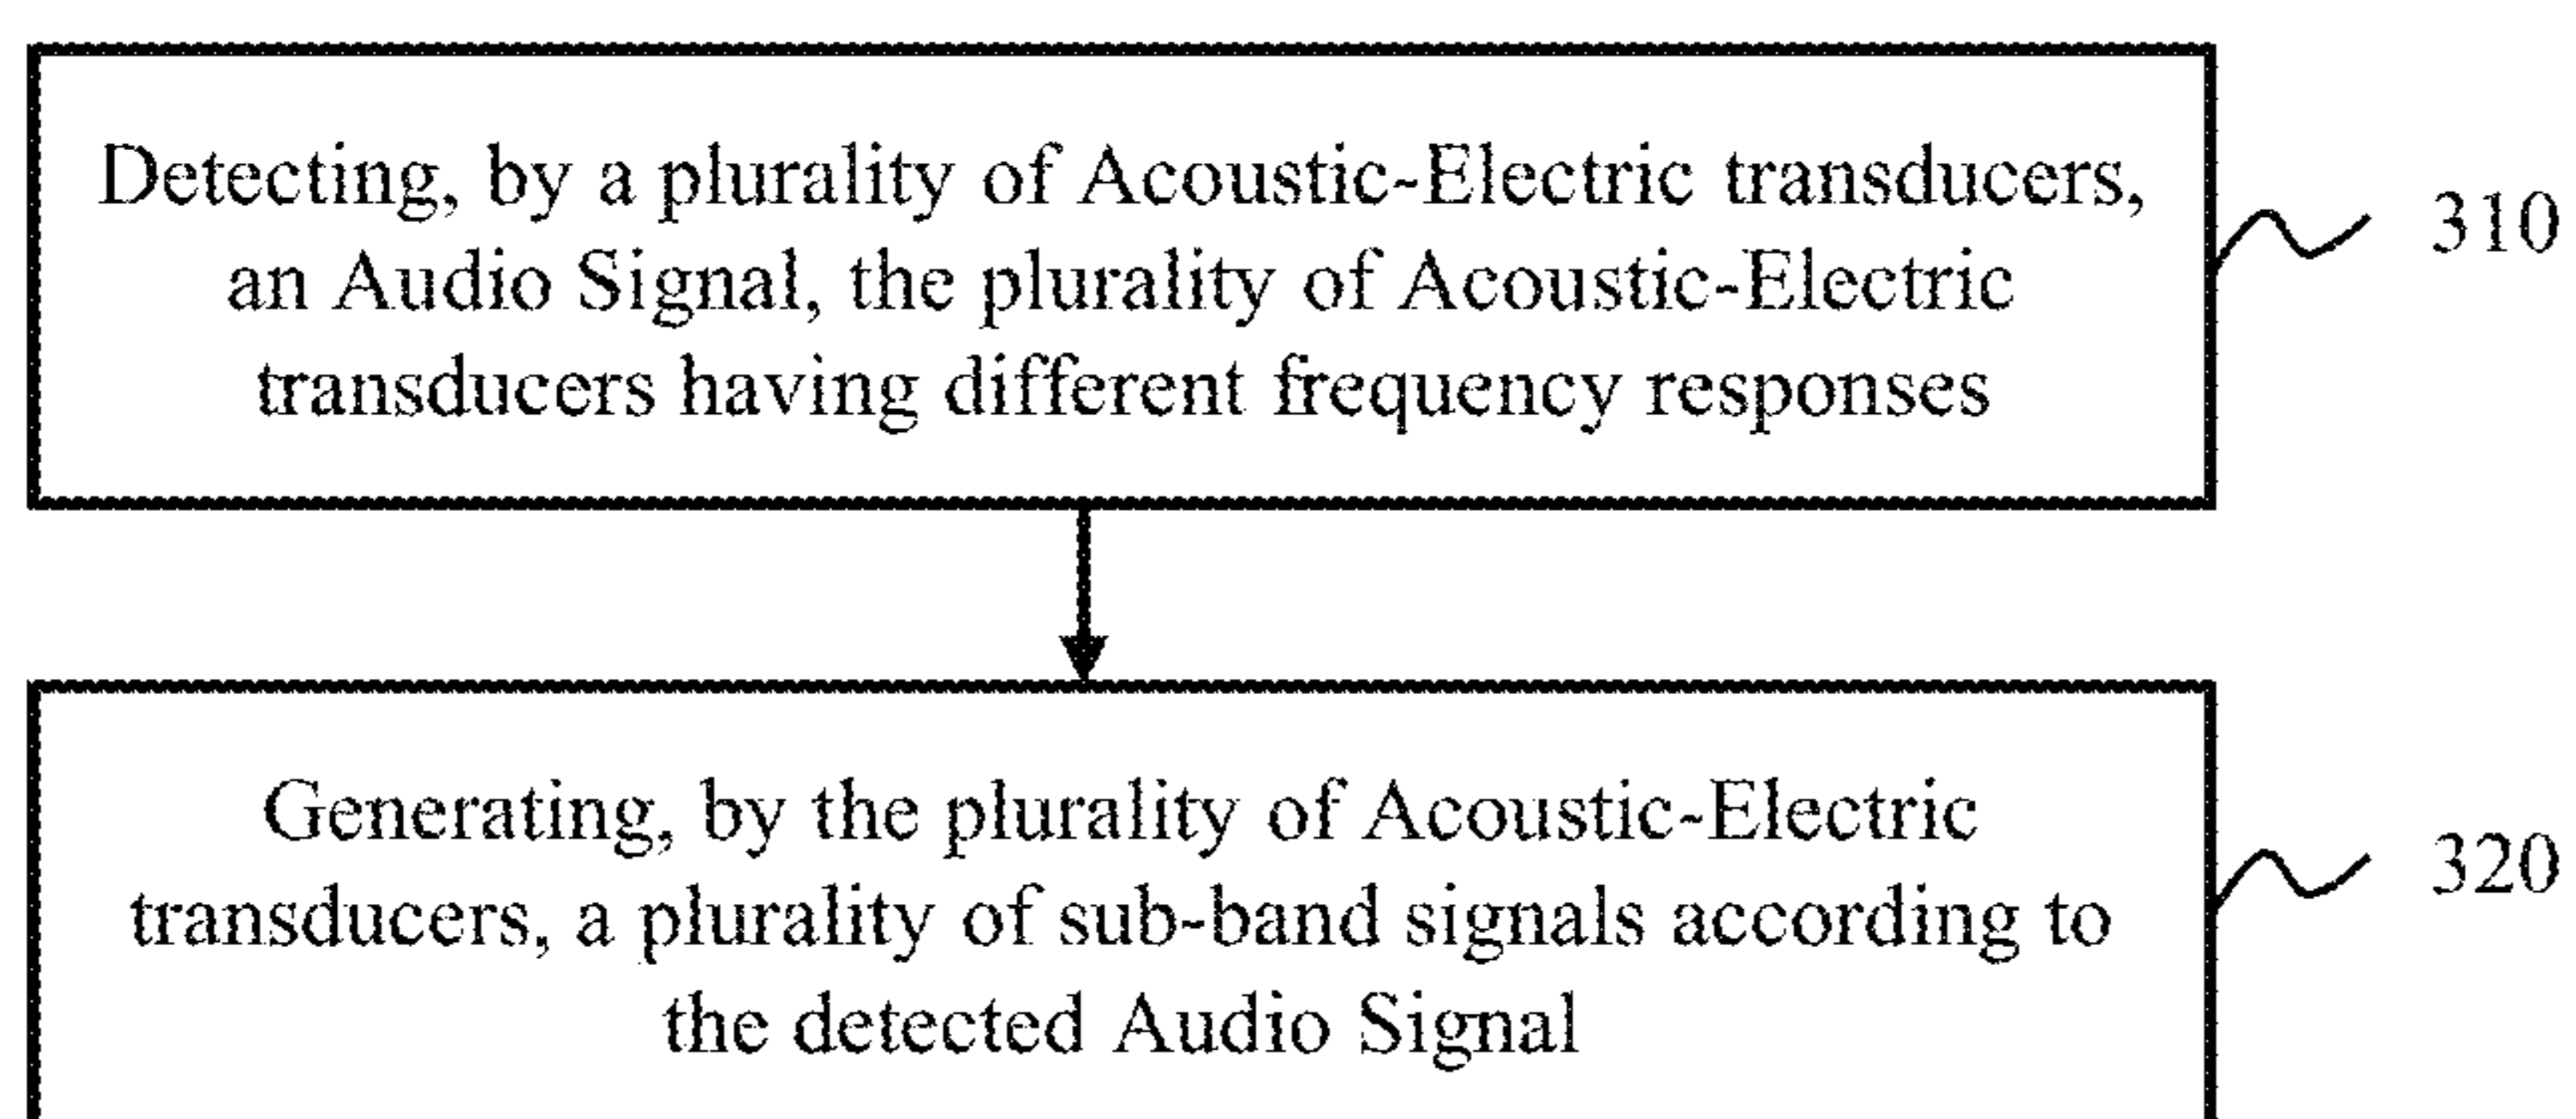 Detecting, by a plurality of Acoustic-Electric transducers,
an Audio Signal, the plurality of Acoustic-Electric
transducers having different frequency responses
310
Generating, by the plurality of Acoustic-Electric
transducers, a plurality of sub-band signals according to
the detected Audio Signal
320